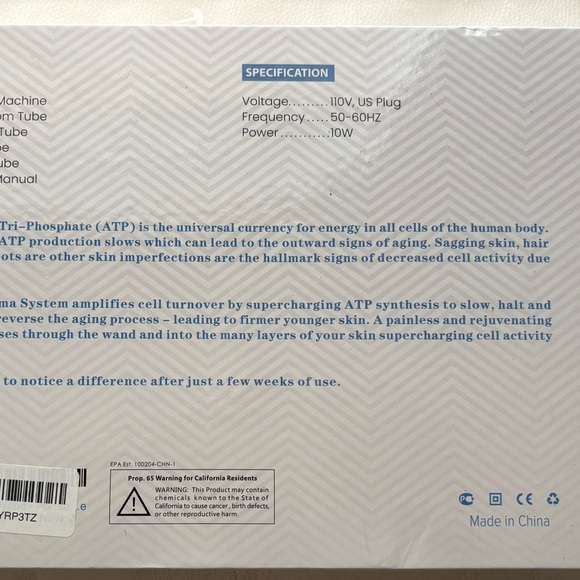 SPECIFICATION
Machine
Voltage.........110V, US Plug
om Tube
Frequency.....50-60HZ
Tube
Power...........10W
be
ube
Manual
Tri-Phosphate (ATP) is the universal currency for energy in all cells of the human body.
ATP production slows which can lead to the outward signs of aging. Sagging skin, hair
ots are other skin imperfections are the hallmark signs of decreased cell activity due
ma System amplifies cell turnover by supercharging ATP synthesis to slow, halt and
reverse the aging process – leading to firmer younger skin. A painless and rejuvenating
ses through the wand and into the many layers of your skin supercharging cell activity
to notice a difference after just a few weeks of use.
EPA Est. 100204-CHN-1
Prop. 65 Warning for California Residents
WARNING: This Product may contain
chemicals known to the State of
California to cause cancer, birth defects,
or other reproductive harm.
YRP3TZ
.e
CE
Made in China